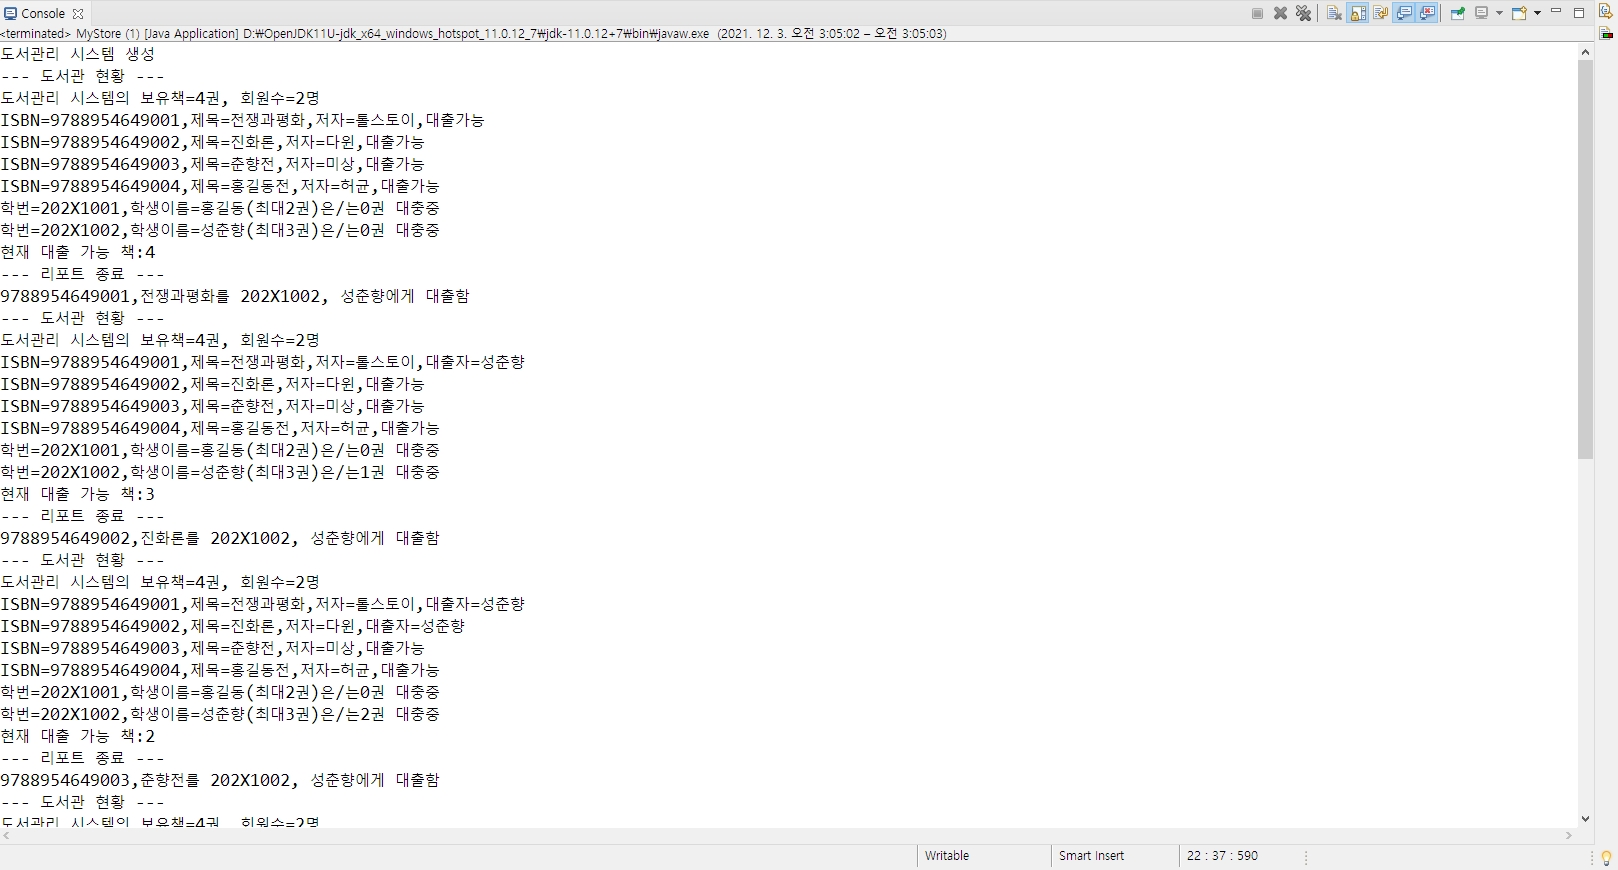 Console
<terminated> MyStore (1) [Java Application] D:₩OpenJDK11U-jdk_x64_windows_hotspot_11.0.12_7₩jdk-11.0.12+7₩bin₩javaw.exe (2021. 12. 3. 오전 3:05:02 – 오전 3:05:03)
도서관리 시스템 생성
--- 도서관 현황 ---
도서관리 시스템의 보유책=4권, 회원수=2명
ISBN=9788954649001,제목=전쟁과평화,저자=톨스토이,대출가능
ISBN=9788954649002,제목=진화론,저자=다윈,대출가능
ISBN=9788954649003,제목=춘향전,저자=미상,대출가능
ISBN=9788954649004,제목=홍길동전,저자=허균,대출가능
학번=202X1001,학생이름=홍길동(최대2권)은/는0권 대충중
학번=202X1002,학생이름=성춘향(최대3권)은/는0권 대충중
현재 대출 가능 책:4
--- 리포트 종료 ---
9788954649001,전쟁과평화를 202X1002, 성춘향에게 대출함
--- 도서관 현황 ---
도서관리 시스템의 보유책=4권, 회원수=2명
ISBN=9788954649001,제목=전쟁과평화,저자=톨스토이,대출자=성춘향
ISBN=9788954649002,제목=진화론,저자=다윈,대출가능
ISBN=9788954649003,제목=춘향전,저자=미상,대출가능
ISBN=9788954649004,제목=홍길동전,저자=허균,대출가능
학번=202X1001,학생이름=홍길동(최대2권)은/는0권 대충중
학번=202X1002,학생이름=성춘향(최대3권)은/는1권 대충중
현재 대출 가능 책:3
--- 리포트 종료 ---
9788954649002,진화론를 202X1002, 성춘향에게 대출함
--- 도서관 현황 ---
도서관리 시스템의 보유책=4권, 회원수=2명
ISBN=9788954649001,제목=전쟁과평화,저자=톨스토이,대출자=성춘향
ISBN=9788954649002,제목=진화론,저자=다윈,대출자=성춘향
ISBN=9788954649003,제목=춘향전,저자=미상,대출가능
ISBN=9788954649004,제목=홍길동전,저자=허균,대출가능
학번=202X1001,학생이름=홍길동(최대2권)은/는0권 대충중
학번=202X1002,학생이름=성춘향(최대3권)은/는2권 대충중
현재 대출 가능 책:2
--- 리포트 종료 ---
9788954649003,춘향전를 202X1002, 성춘향에게 대출함
--- 도서관 현황 ---
도서관리 시스템의 보유책=4권, 회원수=2명
Writable
Smart Insert
22 : 37 : 590